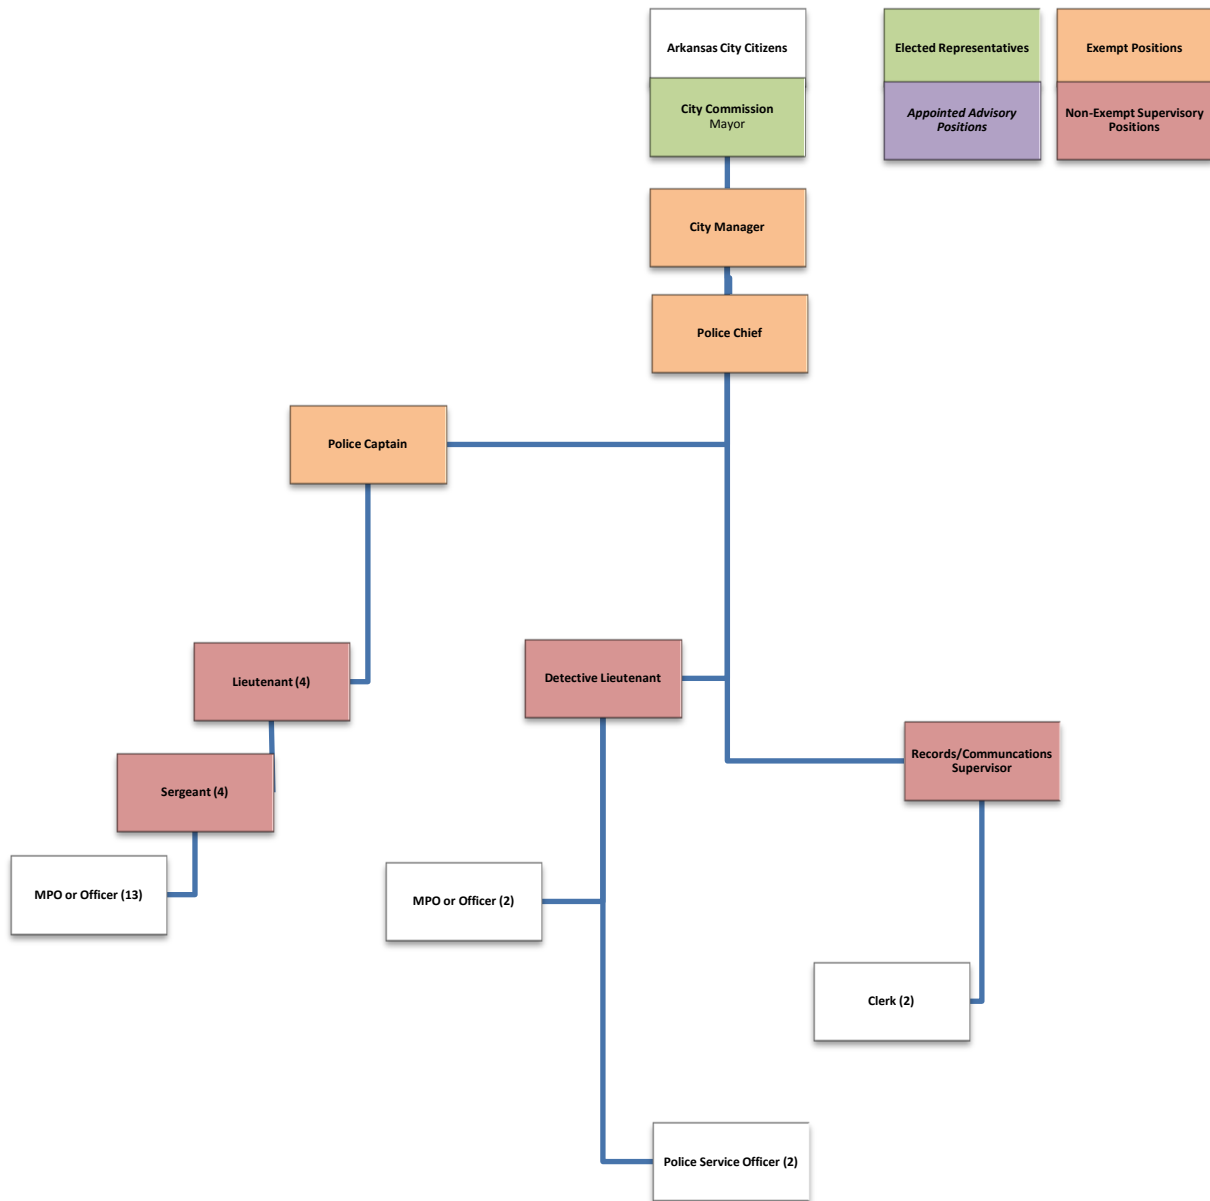 Arkansas City Citizens
Elected Representatives
Exempt Positions
City Commission
Mayor
Appointed Advisory
Positions
Non-Exempt Supervisory
Positions
City Manager
Police Chief
Police Captain
Lieutenant (4)
Detective Lieutenant
Records/Communcations
Supervisor
Sergeant (4)
MPO or Officer (13)
MPO or Officer (2)
Clerk (2)
Police Service Officer (2)